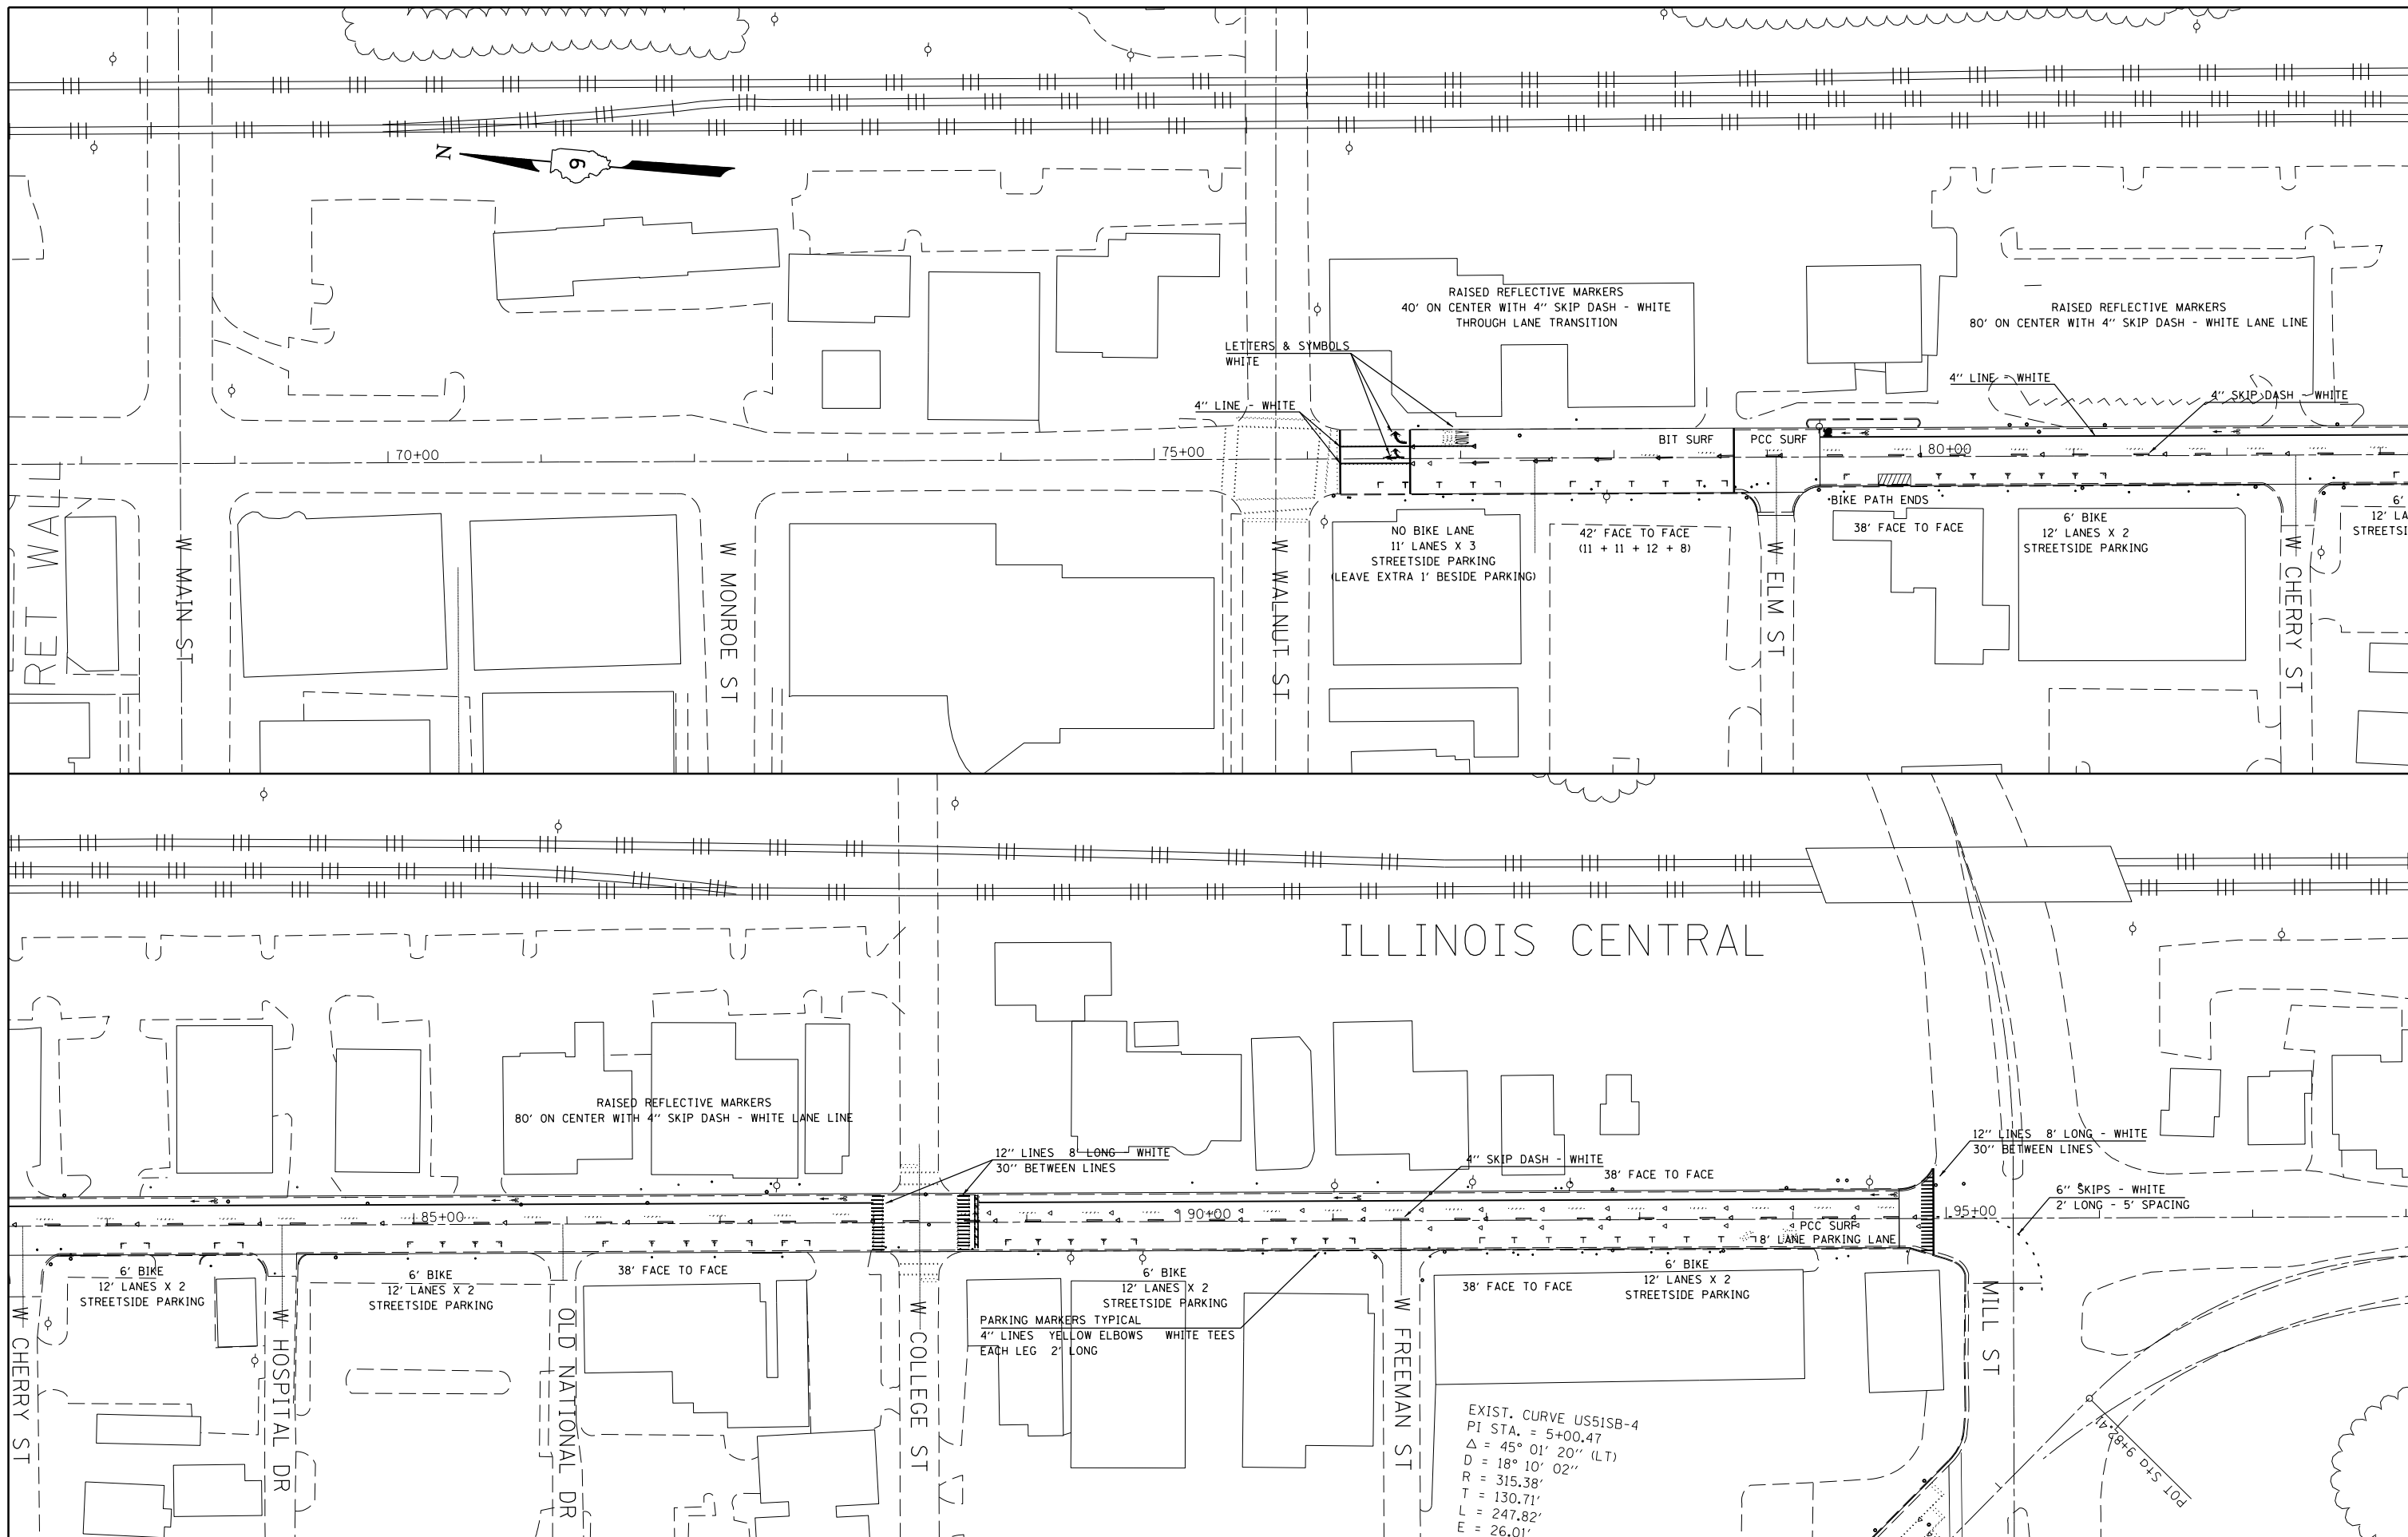 N
6
RAISED REFLECTIVE MARKERS
40' ON CENTER WITH 4'' SKIP DASH - WHITE
THROUGH LANE TRANSITION
RAISED REFLECTIVE MARKERS
80' ON CENTER WITH 4'' SKIP DASH - WHITE LANE LINE
LETTERS & SYMBOLS
WHITE
4'' LINE - WHITE
4'' LINE - WHITE
4'' SKIP DASH - WHITE
BIT SURF
PCC SURF
70+00
75+00
80+00
BIKE PATH ENDS
38' FACE TO FACE
NO BIKE LANE
11' LANES X 3
STREETSIDE PARKING
(LEAVE EXTRA 1' BESIDE PARKING)
42' FACE TO FACE
(11 + 11 + 12 + 8)
6' BIKE
12' LANES X 2
STREETSIDE PARKING
6'
12' LA
STREETSI
RET WALL
W MAIN ST
W MONROE ST
W WALNUT ST
W ELM ST
W CHERRY ST
ILLINOIS CENTRAL
RAISED REFLECTIVE MARKERS
80' ON CENTER WITH 4'' SKIP DASH - WHITE LANE LINE
12'' LINES 8' LONG - WHITE
30'' BETWEEN LINES
4'' SKIP DASH - WHITE
38' FACE TO FACE
12'' LINES 8' LONG - WHITE
30'' BETWEEN LINES
6'' SKIPS - WHITE
2' LONG - 5' SPACING
85+00
90+00
95+00
PCC SURF
8' LANE PARKING LANE
6' BIKE
12' LANES X 2
STREETSIDE PARKING
6' BIKE
12' LANES X 2
STREETSIDE PARKING
38' FACE TO FACE
6' BIKE
12' LANES X 2
STREETSIDE PARKING
38' FACE TO FACE
6' BIKE
12' LANES X 2
STREETSIDE PARKING
PARKING MARKERS TYPICAL
4'' LINES YELLOW ELBOWS WHITE TEES
EACH LEG 2' LONG
W CHERRY ST
W HOSPITAL DR
OLD NATIONAL DR
W COLLEGE ST
W FREEMAN ST
MILL ST
EXIST. CURVE US51SB-4
PI STA. = 5+00.47
Δ = 45° 01' 20'' (LT)
D = 18° 10' 02''
R = 315.38'
T = 130.71'
L = 247.82'
E = 26.01'
POT Sta 9+82.41